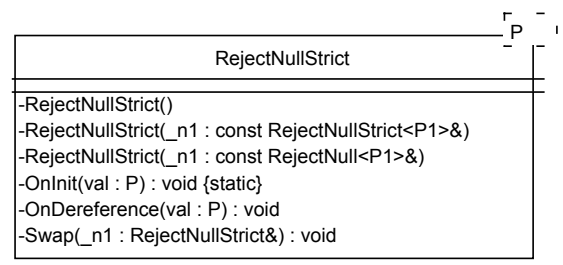 P
RejectNullStrict
-RejectNullStrict()
-RejectNullStrict(_n1 : const RejectNullStrict<P1>&)
-RejectNullStrict(_n1 : const RejectNull<P1>&)
-OnInit(val : P) : void {static}
-OnDereference(val : P) : void
-Swap(_n1 : RejectNullStrict&) : void